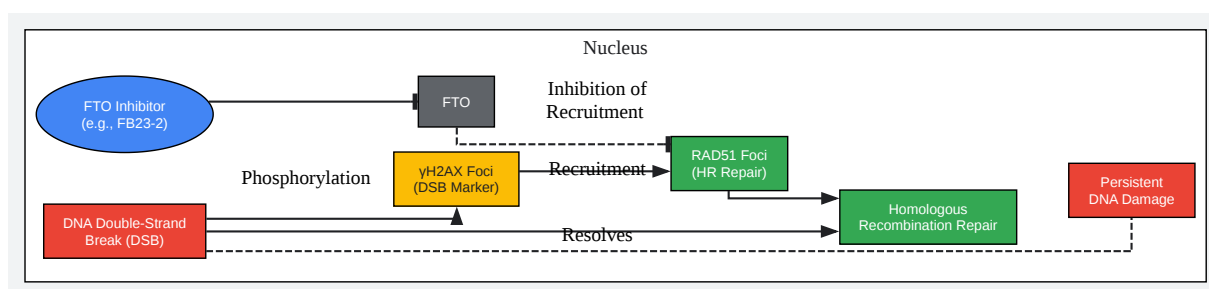 Nucleus
FTO Inhibitor
(e.g., FB23-2)
FTO
Inhibition of
Recruitment
RAD51 Foci
(HR Repair)
γH2AX Foci
(DSB Marker)
Recruitment
Phosphorylation
Persistent
DNA Damage
DNA Double-Strand
Break (DSB)
Homologous
Recombination Repair
Resolves